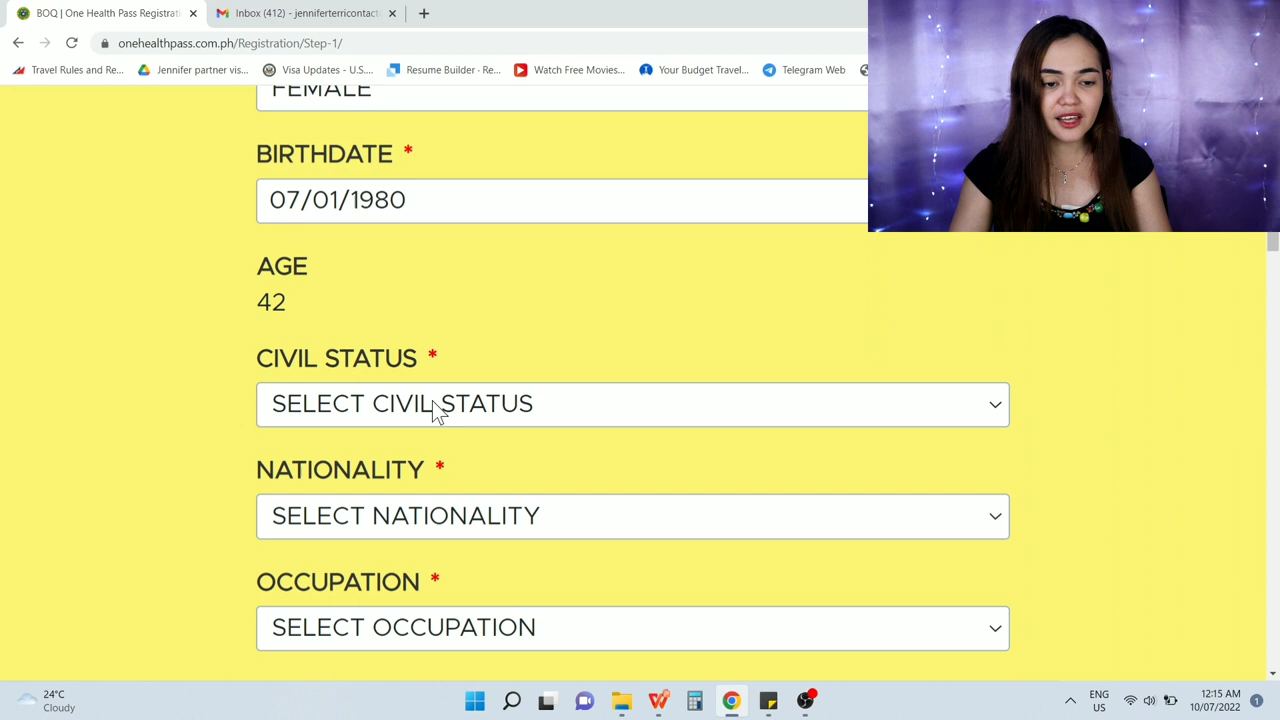 BOQ | One Health Pass Registrati
Inbox (412) - jenniferterricontact
onehealthpass.com.ph/Registration/Step-1/
Travel Rules and Re...
Jennifer partner vis...
Visa Updates - U.S....
Resume Builder · Re...
Watch Free Movies...
Your Budget Travel...
Telegram Web
FEMALE
BIRTHDATE *
07/01/1980
AGE
42
CIVIL STATUS *
SELECT CIVIL STATUS
NATIONALITY *
SELECT NATIONALITY
OCCUPATION *
SELECT OCCUPATION
24°C
Cloudy
ENG
US
12:15 AM
10/07/2022
1